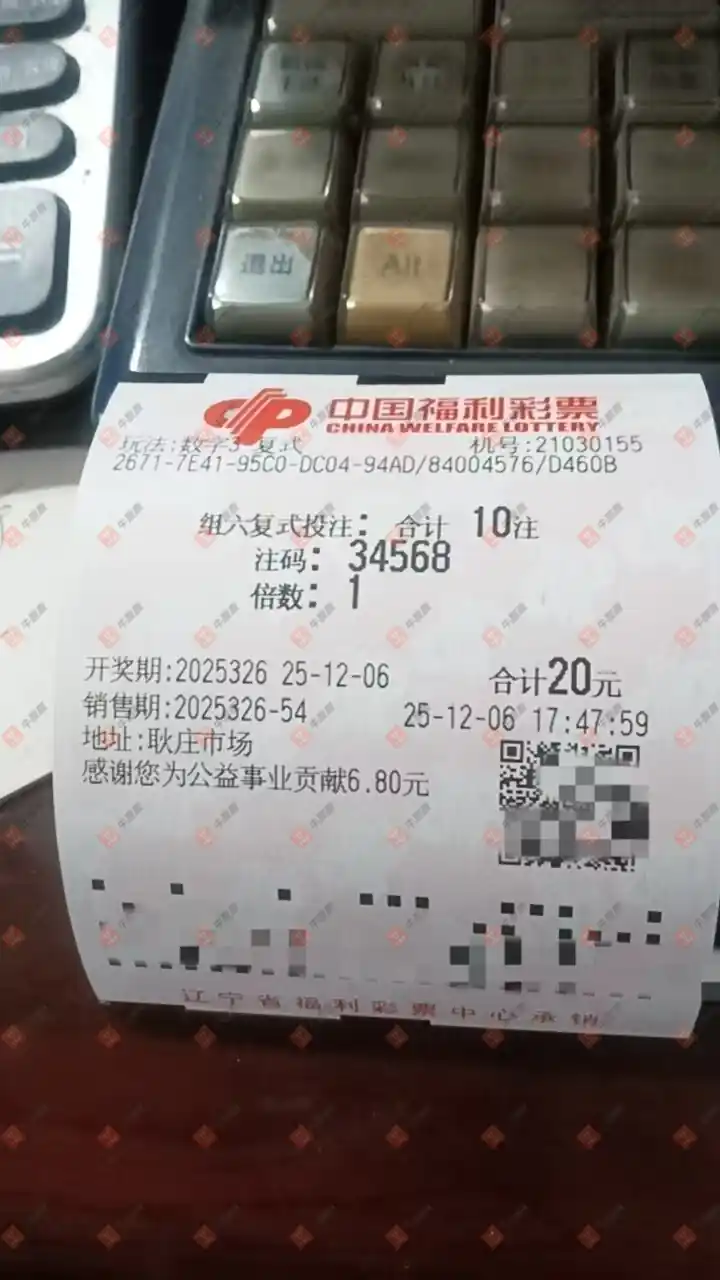 出票
中国福利彩票
CHINA WELFARE LOTTERY
玩法:数字3 复式 机号:21030155
2671-7E41-95C0-DC04-94AD/84004576/D460B
组六复式投注: 合计 10注
注码: 34568
倍数: 1
开奖期:2025326 25-12-06 合计20元
销售期:2025326-54 25-12-06 17:47:59
地址:耿庄市场
感谢您为公益事业贡献6.80元
辽宁省福利彩票中心承销